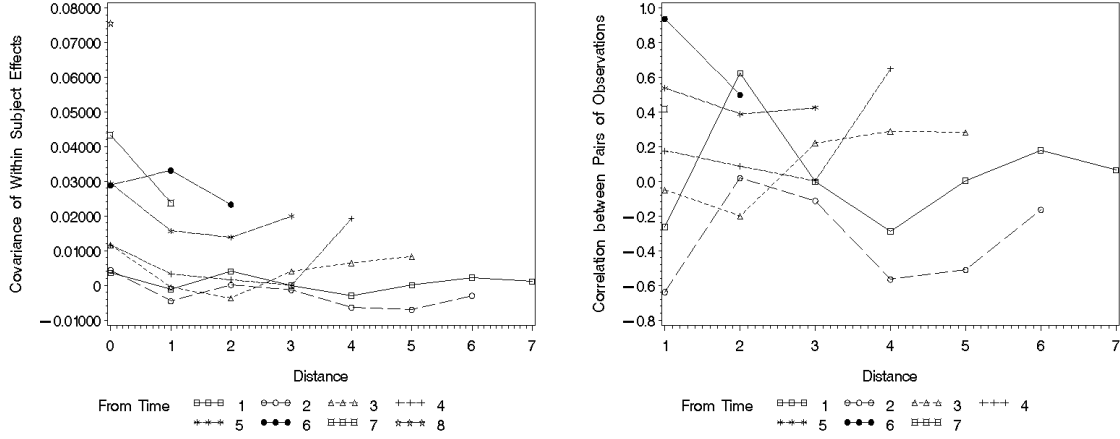 Covariance of Within Subject Effects
0.08000
0.07000
0.06000
0.05000
0.04000
0.03000
0.02000
0.01000
0
−0.01000
0 1 2 3 4 5 6 7
Distance
From Time 1 2 3 4
5 6 7 8
Correlation between Pairs of Observations
1.0
0.8
0.6
0.4
0.2
0.0
−0.2
−0.4
−0.6
−0.8
1 2 3 4 5 6 7
Distance
From Time 1 2 3 4
5 6 7